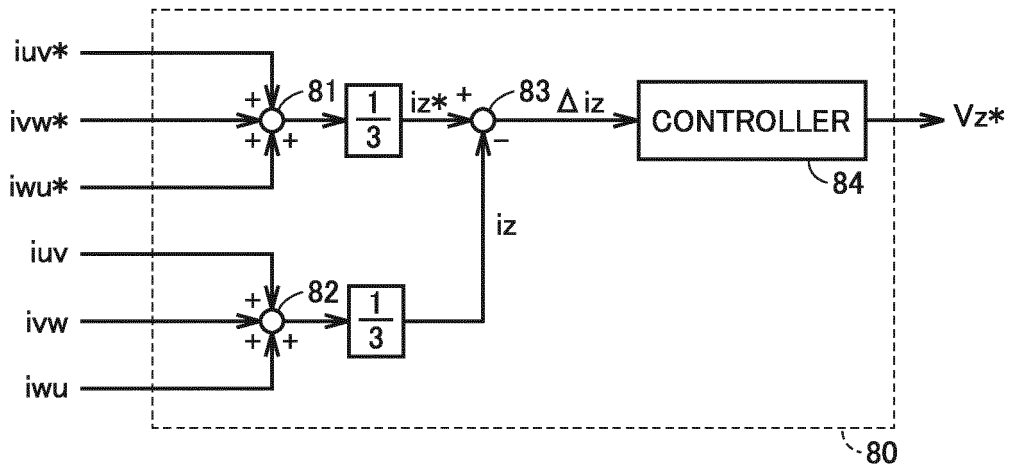 iuv*
ivw*
iwu*
iuv
ivw
iwu
+
+
+
81
1
3
iz*
+
−
83
Δiz
CONTROLLER
84
Vz*
iz
+
+
+
82
1
3
80